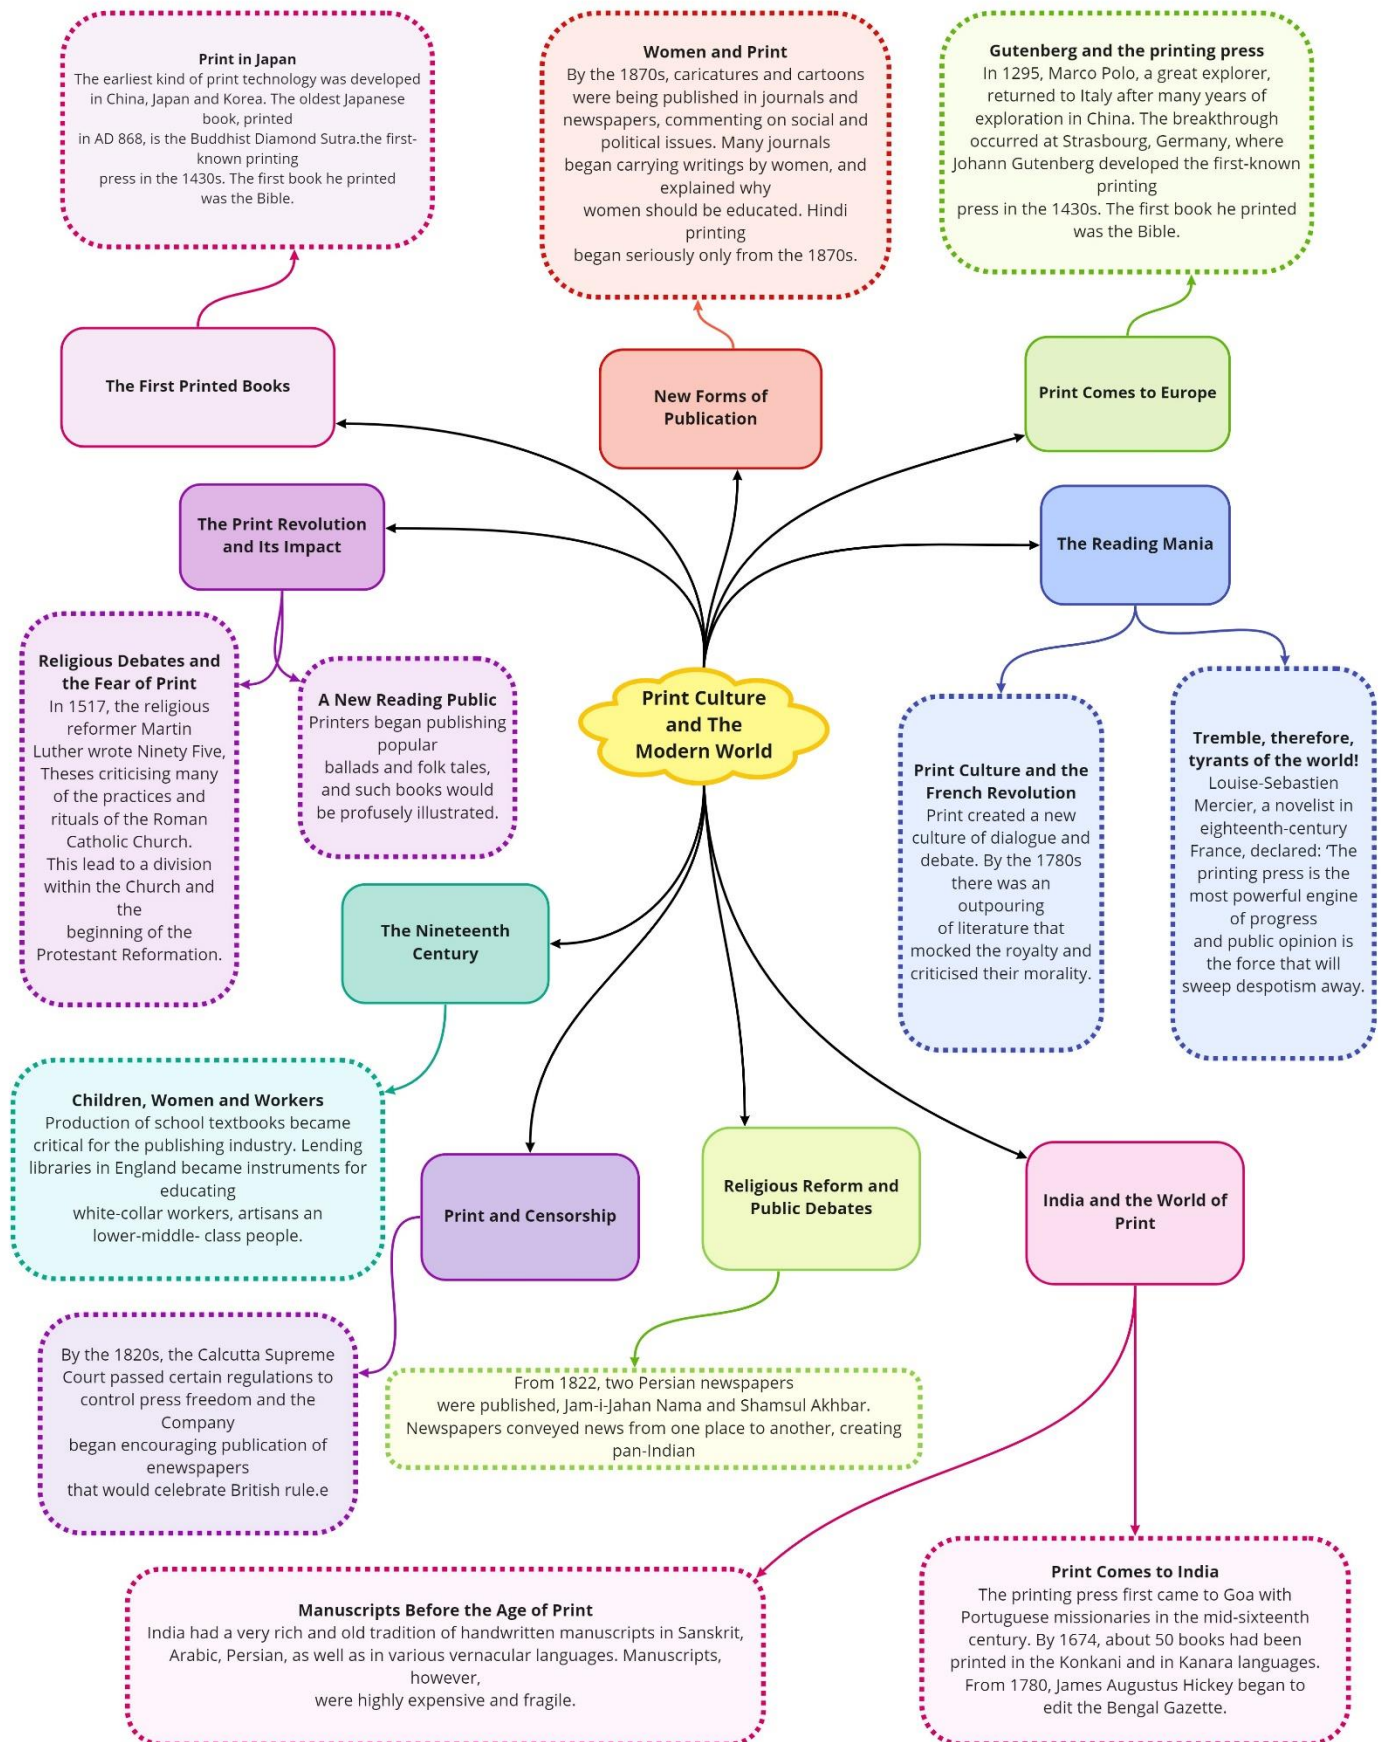 Print in Japan
The earliest kind of print technology was developed
in China, Japan and Korea. The oldest Japanese
book, printed
in AD 868, is the Buddhist Diamond Sutra.the first-
known printing
press in the 1430s. The first book he printed
was the Bible.
Women and Print
By the 1870s, caricatures and cartoons
were being published in journals and
newspapers, commenting on social and
political issues. Many journals
began carrying writings by women, and
explained why
women should be educated. Hindi
printing
began seriously only from the 1870s.
Gutenberg and the printing press
In 1295, Marco Polo, a great explorer,
returned to Italy after many years of
exploration in China. The breakthrough
occurred at Strasbourg, Germany, where
Johann Gutenberg developed the first-known
printing
press in the 1430s. The first book he printed
was the Bible.
The First Printed Books
New Forms of
Publication
Print Comes to Europe
The Print Revolution
and Its Impact
The Reading Mania
Religious Debates and
the Fear of Print
In 1517, the religious
reformer Martin
Luther wrote Ninety Five,
Theses criticising many
of the practices and
rituals of the Roman
Catholic Church.
This lead to a division
within the Church and
the
beginning of the
Protestant Reformation.
A New Reading Public
Printers began publishing
popular
ballads and folk tales,
and such books would
be profusely illustrated.
Print Culture
and The
Modern World
Print Culture and the
French Revolution
Print created a new
culture of dialogue and
debate. By the 1780s
there was an
outpouring
of literature that
mocked the royalty and
criticised their morality.
Tremble, therefore,
tyrants of the world!
Louise-Sebastien
Mercier, a novelist in
eighteenth-century
France, declared: ‘The
printing press is the
most powerful engine
of progress
and public opinion is
the force that will
sweep despotism away.
The Nineteenth
Century
Children, Women and Workers
Production of school textbooks became
critical for the publishing industry. Lending
libraries in England became instruments for
educating
white-collar workers, artisans an
lower-middle- class people.
Print and Censorship
Religious Reform and
Public Debates
India and the World of
Print
By the 1820s, the Calcutta Supreme
Court passed certain regulations to
control press freedom and the
Company
began encouraging publication of
enewspapers
that would celebrate British rule.e
From 1822, two Persian newspapers
were published, Jam-i-Jahan Nama and Shamsul Akhbar.
Newspapers conveyed news from one place to another, creating
pan-Indian
Manuscripts Before the Age of Print
India had a very rich and old tradition of handwritten manuscripts in Sanskrit,
Arabic, Persian, as well as in various vernacular languages. Manuscripts,
however,
were highly expensive and fragile.
Print Comes to India
The printing press first came to Goa with
Portuguese missionaries in the mid-sixteenth
century. By 1674, about 50 books had been
printed in the Konkani and in Kanara languages.
From 1780, James Augustus Hickey began to
edit the Bengal Gazette.